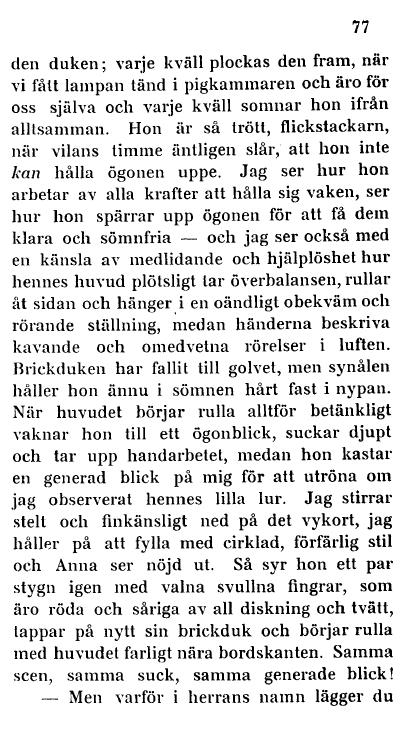 77
den duken; varje kväll plockas den fram, när
vi fått lampan tänd i pigkammaren och äro för
oss själva och varje kväll somnar hon ifrån
alltsamman. Hon är så trött, flickstackarn,
när vilans timme äntligen slår, att hon inte
kan hålla ögonen uppe. Jag ser hur hon
arbetar av alla krafter att hålla sig vaken, ser
hur hon spärrar upp ögonen för att få dem
klara och sömnfria — och jag ser också med
en känsla av medlidande och hjälplöshet hur
hennes huvud plötsligt tar överbalansen, rullar
åt sidan och hänger i en oändligt obekväm och
rörande ställning, medan händerna beskriva
kavande och omedvetna rörelser i luften.
Brickduken har fallit till golvet, men synålen
håller hon ännu i sömnen hårt fast i nypan.
När huvudet börjar rulla alltför betänkligt
vaknar hon till ett ögonblick, suckar djupt
och tar upp handarbetet, medan hon kastar
en generad blick på mig för att utröna om
jag observerat hennes lilla lur. Jag stirrar
stelt och finkänsligt ned på det vykort, jag
håller på att fylla med cirklad, förfärlig stil
och Anna ser nöjd ut. Så syr hon ett par
stygn igen med valna svullna fingrar, som
äro röda och såriga av all diskning och tvätt,
tappar på nytt sin brickduk och börjar rulla
med huvudet farligt nära bordskanten. Samma
scen, samma suck, samma generade blick!
— Men varför i herrans namn lägger du